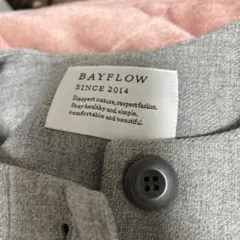 BAYFLOW
SINCE 2014
Respect nature, respect fashion.
Stay healthy and simple,
comfortable and beautiful.